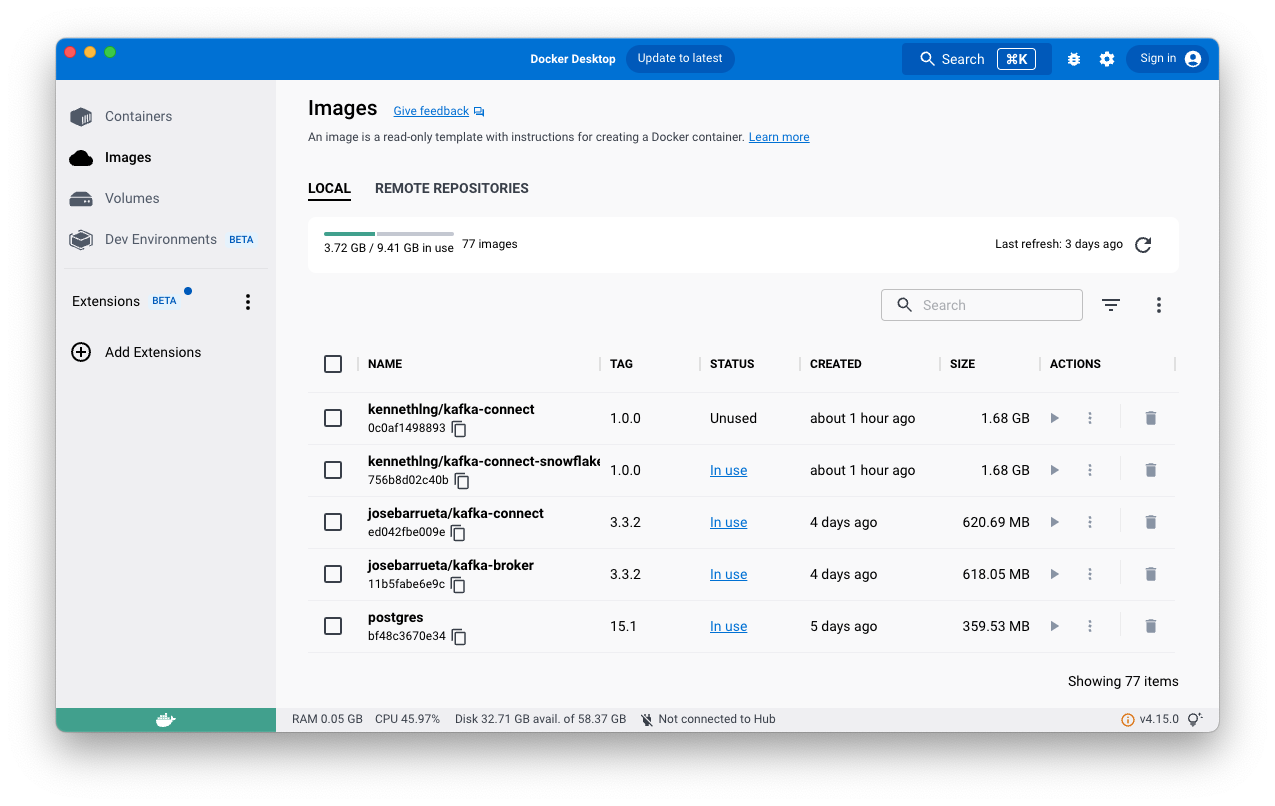 Docker Desktop Update to latest Search ⌘K Sign in
Containers
Images
Volumes
Dev Environments BETA
Extensions BETA
Add Extensions
Images Give feedback
An image is a read-only template with instructions for creating a Docker container. Learn more
LOCAL REMOTE REPOSITORIES
3.72 GB / 9.41 GB in use 77 images Last refresh: 3 days ago
Search
NAME TAG STATUS CREATED SIZE ACTIONS
kennethlng/kafka-connect 1.0.0 Unused about 1 hour ago 1.68 GB
0c0af1498893
kennethlng/kafka-connect-snowflake 1.0.0 In use about 1 hour ago 1.68 GB
756b8d02c40b
josebarrueta/kafka-connect 3.3.2 In use 4 days ago 620.69 MB
ed042fbe009e
josebarrueta/kafka-broker 3.3.2 In use 4 days ago 618.05 MB
11b5fabe6e9c
postgres 15.1 In use 5 days ago 359.53 MB
bf48c3670e34
Showing 77 items
RAM 0.05 GB CPU 45.97% Disk 32.71 GB avail. of 58.37 GB Not connected to Hub v4.15.0